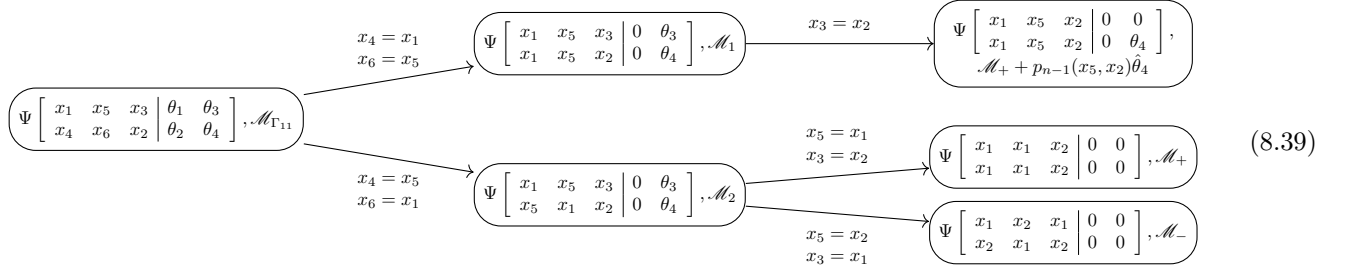 Ψ [ x₁ x₅ x₃ | θ₁ θ₃
x₄ x₆ x₂ | θ₂ θ₄ ] , ℳ_{Γ₁₁}
x₄ = x₁
x₆ = x₅
Ψ [ x₁ x₅ x₃ | 0 θ₃
x₁ x₅ x₂ | 0 θ₄ ] , ℳ₁
x₃ = x₂
Ψ [ x₁ x₅ x₂ | 0 0
x₁ x₅ x₂ | 0 θ₄ ] ,
ℳ₊ + p_{n−1}(x₅, x₂)θ̂₄
x₄ = x₅
x₆ = x₁
Ψ [ x₁ x₅ x₃ | 0 θ₃
x₅ x₁ x₂ | 0 θ₄ ] , ℳ₂
x₅ = x₁
x₃ = x₂
Ψ [ x₁ x₁ x₂ | 0 0
x₁ x₁ x₂ | 0 0 ] , ℳ₊
x₅ = x₂
x₃ = x₁
Ψ [ x₁ x₂ x₁ | 0 0
x₂ x₁ x₂ | 0 0 ] , ℳ₋
(8.39)